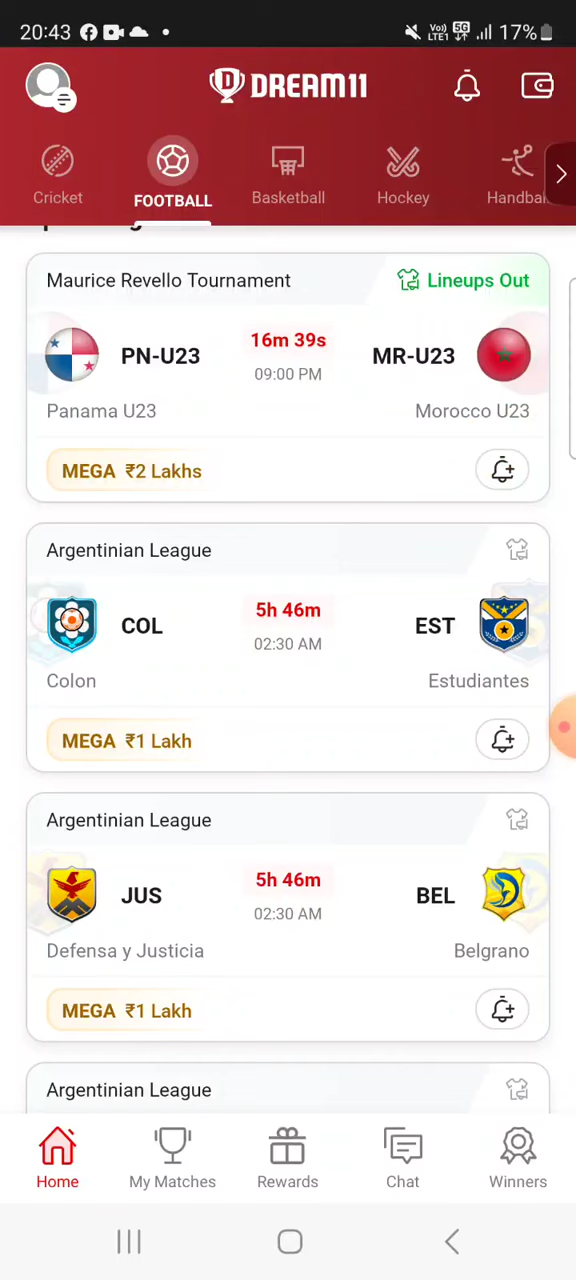 20:43
Vo)) LTE1 5G 17%
DREAM11
Cricket FOOTBALL Basketball Hockey Handbal
Maurice Revello Tournament Lineups Out
PN-U23 16m 39s MR-U23
09:00 PM
Panama U23 Morocco U23
MEGA ₹2 Lakhs
Argentinian League
COL 5h 46m EST
02:30 AM
Colon Estudiantes
MEGA ₹1 Lakh
Argentinian League
JUS 5h 46m BEL
02:30 AM
Defensa y Justicia Belgrano
MEGA ₹1 Lakh
Argentinian League
Home My Matches Rewards Chat Winners